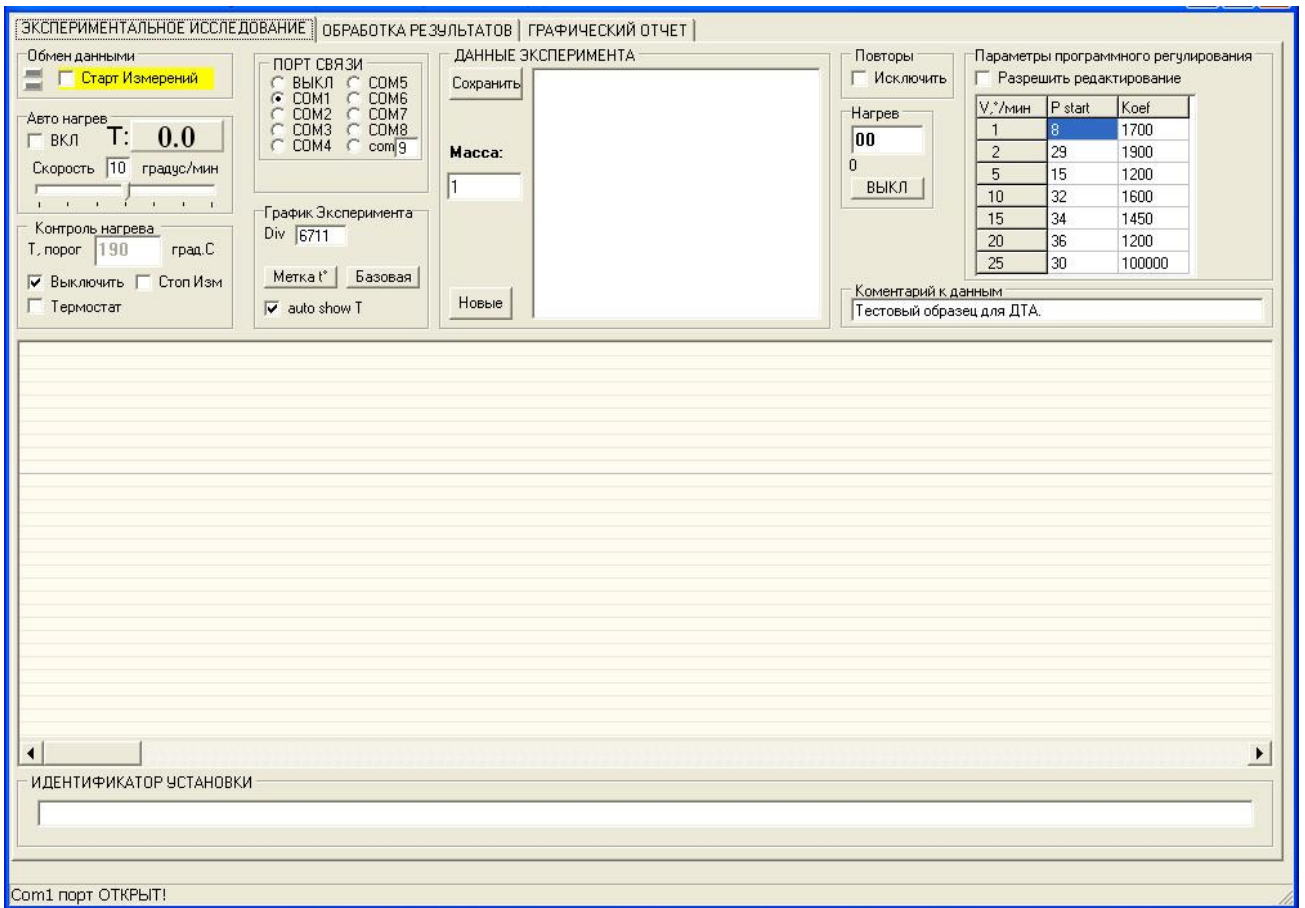 ЭКСПЕРИМЕНТАЛЬНОЕ ИССЛЕДОВАНИЕ ОБРАБОТКА РЕЗУЛЬТАТОВ ГРАФИЧЕСКИЙ ОТЧЕТ
Обмен данными
Старт Измерений
Авто нагрев
ВКЛ T: 0.0
Скорость 10 градус/мин
Контроль нагрева
Т, порог 190 град.С
Выключить Стоп Изм
Термостат
ПОРТ СВЯЗИ
ВЫКЛ COM5
COM1 COM6
COM2 COM7
COM3 COM8
COM4 com 9
График Эксперимента
Div 6711
Метка t° Базовая
auto show T
ДАННЫЕ ЭКСПЕРИМЕНТА
Сохранить
Масса:
1
Новые
Повторы
Исключить
Нагрев
00
0
ВЫКЛ
Параметры программного регулирования
Разрешить редактирование
V,°/мин P start Koef
1 8 1700
2 29 1900
5 15 1200
10 32 1600
15 34 1450
20 36 1200
25 30 100000
Коментарий к данным
Тестовый образец для ДТА.
ИДЕНТИФИКАТОР УСТАНОВКИ
Com1 порт ОТКРЫТ!